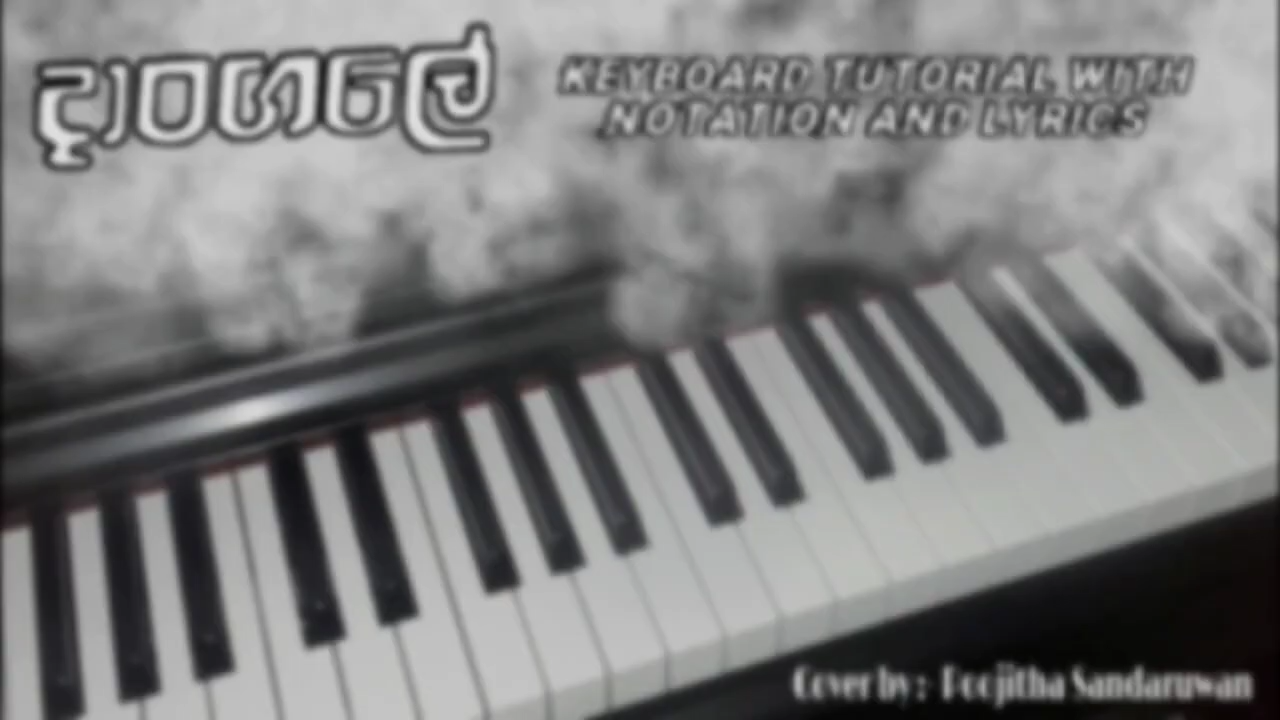 KEYBOARD TUTORIAL WITH
NOTATION AND LYRICS
Cover by :- Poojitha Sandaruwan